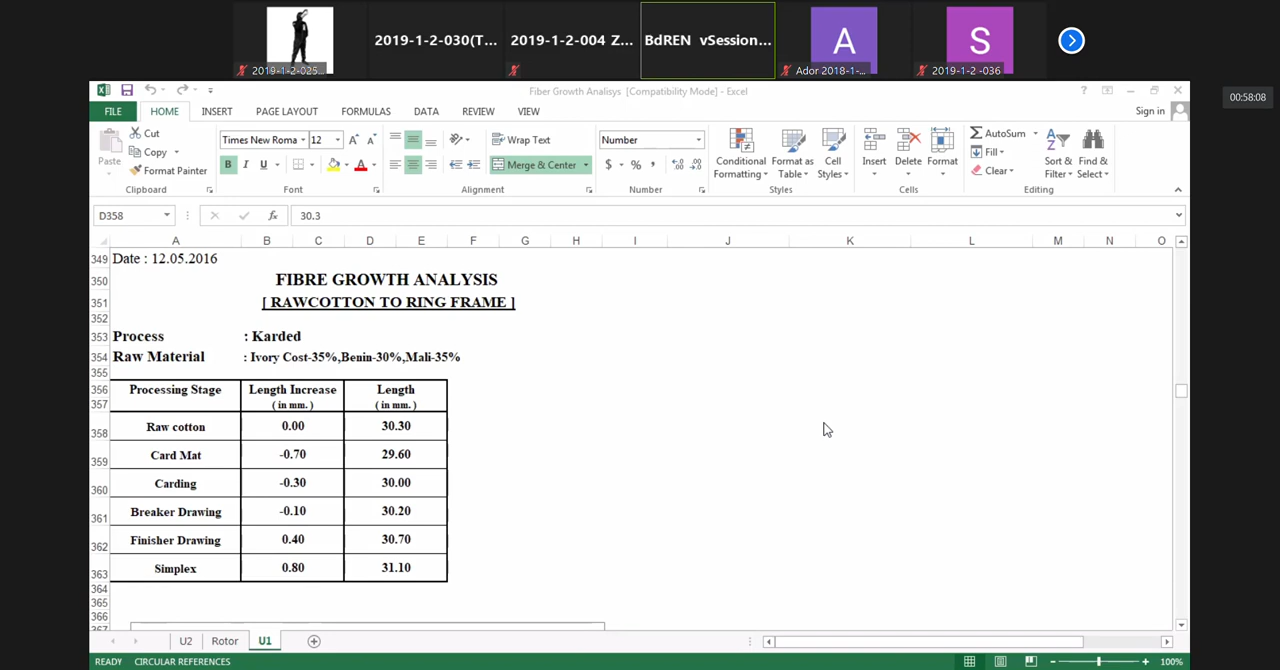 2019-1-2-025...
2019-1-2-030(T...
2019-1-2-004 Z...
BdREN vSession...
A
Ador 2018-1-...
S
2019-1-2 -036
00:58:08
Fiber Growth Analisys [Compatibility Mode] - Excel
? 
FILE HOME INSERT PAGE LAYOUT FORMULAS DATA REVIEW VIEW Sign in
Paste Cut Copy Format Painter
Clipboard
Times New Roma 12
B I U
Font
Wrap Text
Merge & Center
Alignment
Number
$ % ,
Number
Conditional Formatting Format as Table Cell Styles
Styles
Insert Delete Format
Cells
AutoSum Fill Clear
Sort & Filter Find & Select
Editing
D358 fx 30.3
A B C D E F G H I J K L M N O
349 Date : 12.05.2016
350 FIBRE GROWTH ANALYSIS
351 [ RAWCOTTON TO RING FRAME ]
352
353 Process : Karded
354 Raw Material : Ivory Cost-35%,Benin-30%,Mali-35%
355
356 Processing Stage Length Increase Length
357 ( in mm. ) ( in mm. )
358 Raw cotton 0.00 30.30
359 Card Mat -0.70 29.60
360 Carding -0.30 30.00
361 Breaker Drawing -0.10 30.20
362 Finisher Drawing 0.40 30.70
363 Simplex 0.80 31.10
364
365
366
367
U2 Rotor U1
READY CIRCULAR REFERENCES 100%